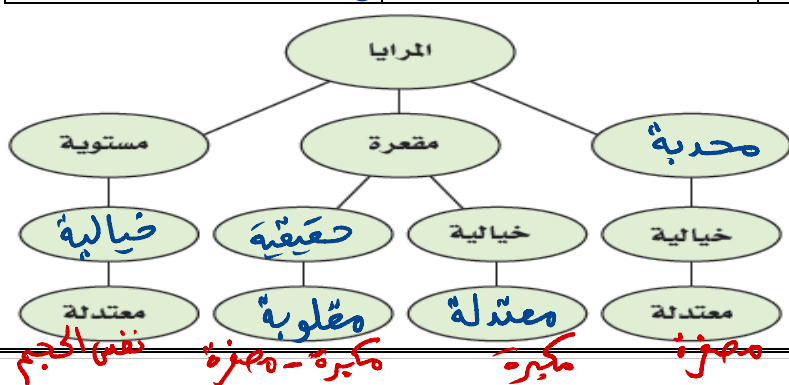 المرايا
محدبة مقعرة مستوية
خيالية خيالية حقيقية خيالية
معتدلة معتدلة مقلوبة معتدلة
مصغرة مكبرة مكبرة - مصغرة نفس الحجم